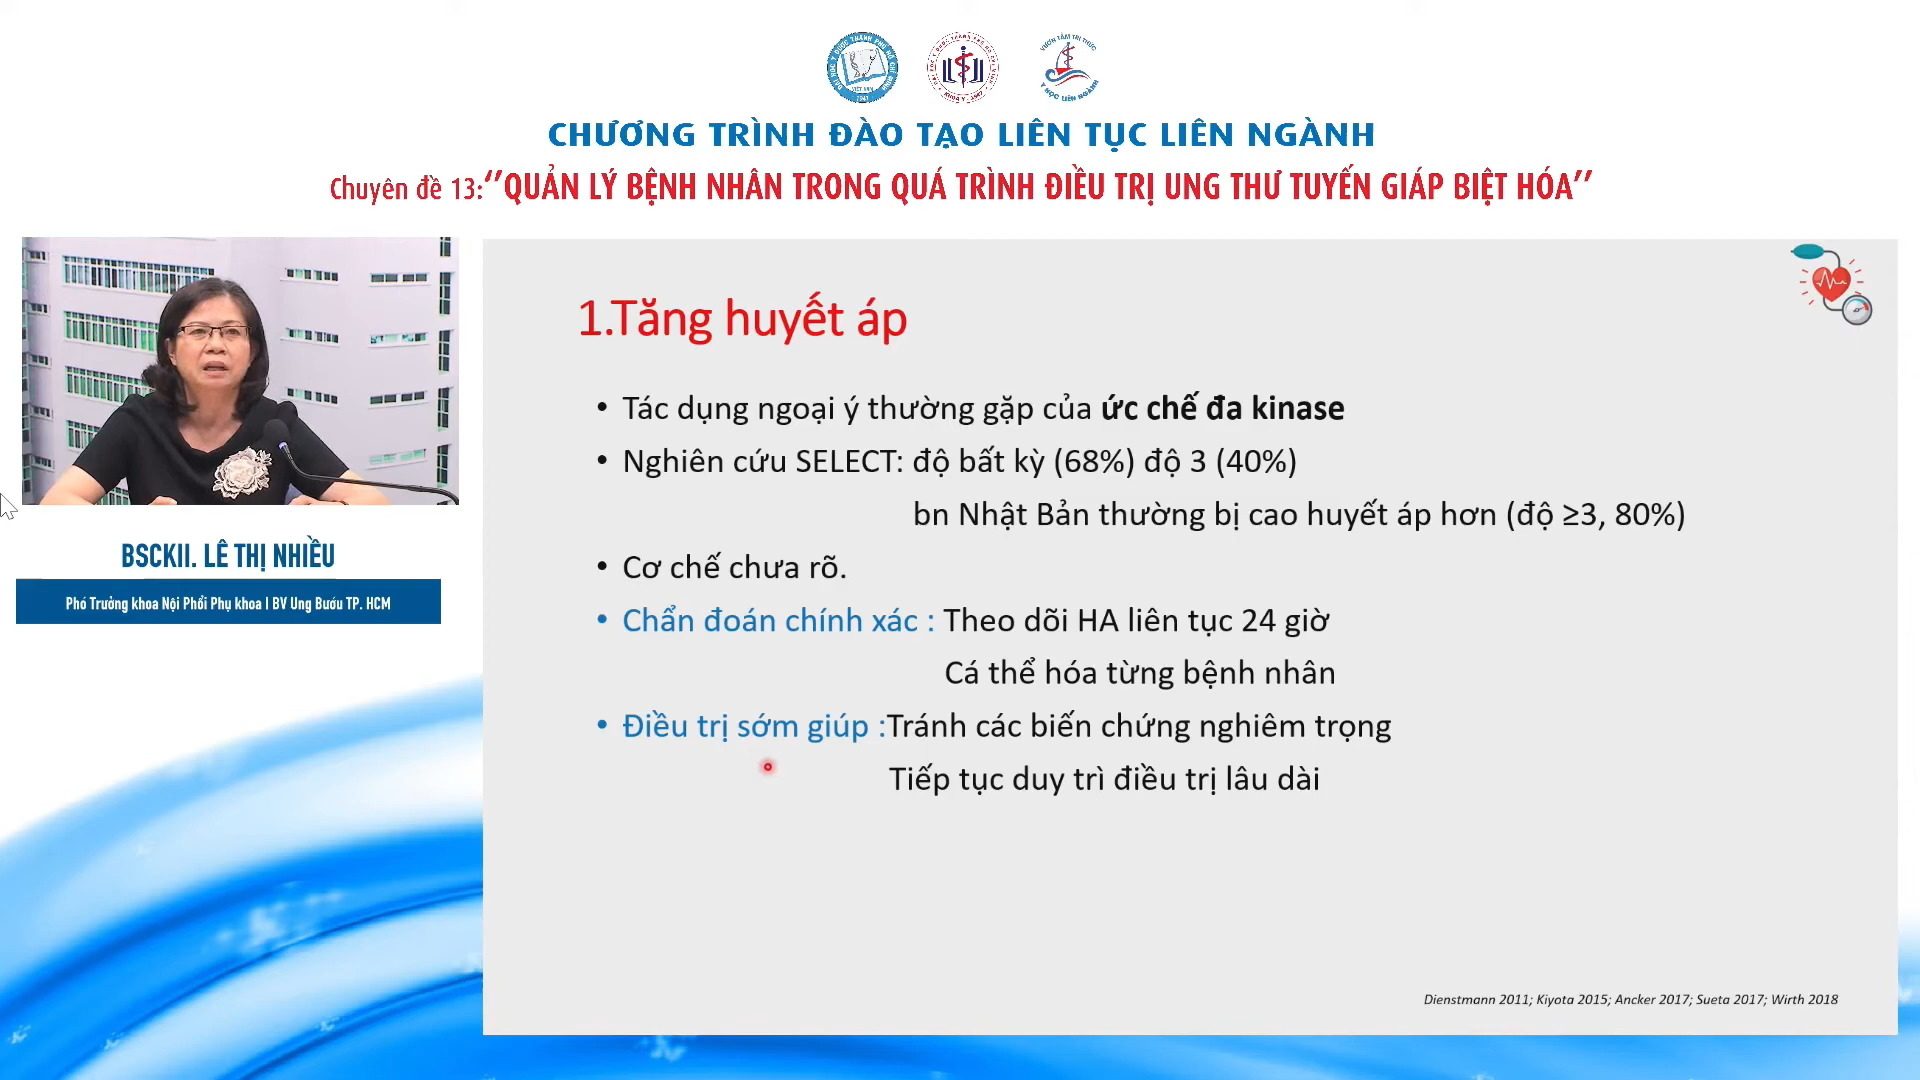 CHƯƠNG TRÌNH ĐÀO TẠO LIÊN TỤC LIÊN NGÀNH
Chuyên đề 13:‘’QUẢN LÝ BỆNH NHÂN TRONG QUÁ TRÌNH ĐIỀU TRỊ UNG THƯ TUYẾN GIÁP BIỆT HÓA’’
BSCKII. LÊ THỊ NHIỀU
Phó Trưởng khoa Nội Phổi Phụ khoa | BV Ung Bướu TP. HCM
1.Tăng huyết áp
• Tác dụng ngoại ý thường gặp của ức chế đa kinase
• Nghiên cứu SELECT: độ bất kỳ (68%) độ 3 (40%)
bn Nhật Bản thường bị cao huyết áp hơn (độ ≥3, 80%)
• Cơ chế chưa rõ.
• Chẩn đoán chính xác : Theo dõi HA liên tục 24 giờ
Cá thể hóa từng bệnh nhân
• Điều trị sớm giúp :Tránh các biến chứng nghiêm trọng
Tiếp tục duy trì điều trị lâu dài
Dienstmann 2011; Kiyota 2015; Ancker 2017; Sueta 2017; Wirth 2018